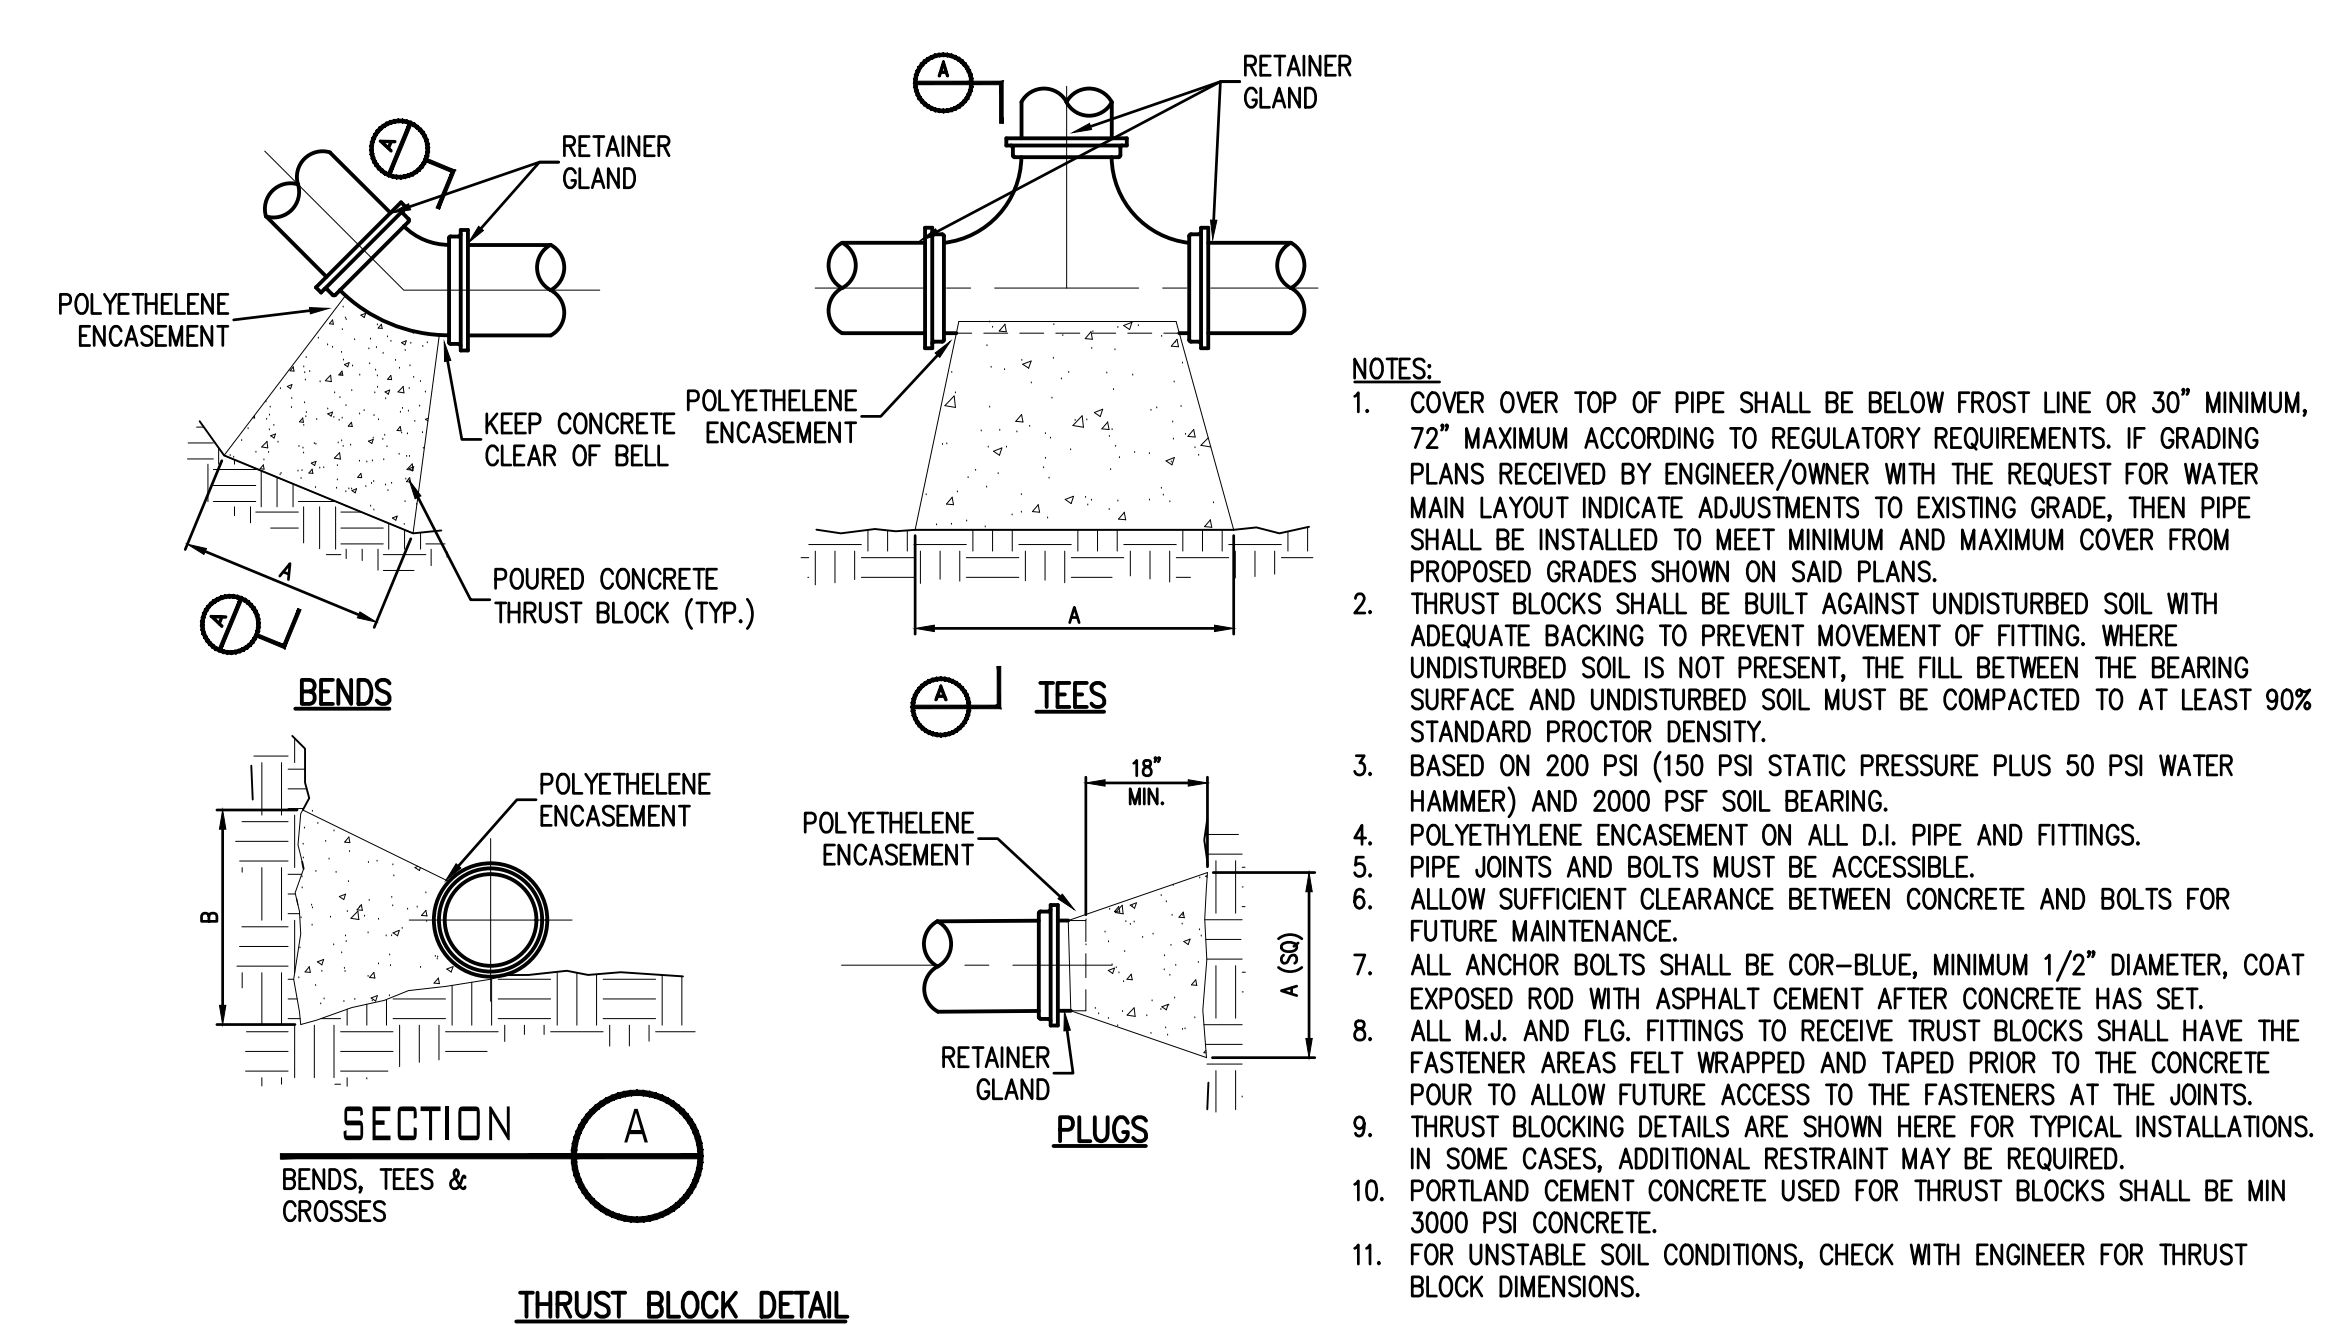 A
RETAINER
GLAND
POLYETHELENE
ENCASEMENT
KEEP CONCRETE
CLEAR OF BELL
POURED CONCRETE
THRUST BLOCK (TYP.)
A
A
BENDS
A
RETAINER
GLAND
POLYETHELENE
ENCASEMENT
A
A
TEES
POLYETHELENE
ENCASEMENT
B
SECTION
A
BENDS, TEES &
CROSSES
18"
MIN.
POLYETHELENE
ENCASEMENT
A (SQ)
RETAINER
GLAND
PLUGS
THRUST BLOCK DETAIL
NOTES:
1. COVER OVER TOP OF PIPE SHALL BE BELOW FROST LINE OR 30" MINIMUM,
72" MAXIMUM ACCORDING TO REGULATORY REQUIREMENTS. IF GRADING
PLANS RECEIVED BY ENGINEER/OWNER WITH THE REQUEST FOR WATER
MAIN LAYOUT INDICATE ADJUSTMENTS TO EXISTING GRADE, THEN PIPE
SHALL BE INSTALLED TO MEET MINIMUM AND MAXIMUM COVER FROM
PROPOSED GRADES SHOWN ON SAID PLANS.
2. THRUST BLOCKS SHALL BE BUILT AGAINST UNDISTURBED SOIL WITH
ADEQUATE BACKING TO PREVENT MOVEMENT OF FITTING. WHERE
UNDISTURBED SOIL IS NOT PRESENT, THE FILL BETWEEN THE BEARING
SURFACE AND UNDISTURBED SOIL MUST BE COMPACTED TO AT LEAST 90%
STANDARD PROCTOR DENSITY.
3. BASED ON 200 PSI (150 PSI STATIC PRESSURE PLUS 50 PSI WATER
HAMMER) AND 2000 PSF SOIL BEARING.
4. POLYETHYLENE ENCASEMENT ON ALL D.I. PIPE AND FITTINGS.
5. PIPE JOINTS AND BOLTS MUST BE ACCESSIBLE.
6. ALLOW SUFFICIENT CLEARANCE BETWEEN CONCRETE AND BOLTS FOR
FUTURE MAINTENANCE.
7. ALL ANCHOR BOLTS SHALL BE COR-BLUE, MINIMUM 1/2" DIAMETER, COAT
EXPOSED ROD WITH ASPHALT CEMENT AFTER CONCRETE HAS SET.
8. ALL M.J. AND FLG. FITTINGS TO RECEIVE TRUST BLOCKS SHALL HAVE THE
FASTENER AREAS FELT WRAPPED AND TAPED PRIOR TO THE CONCRETE
POUR TO ALLOW FUTURE ACCESS TO THE FASTENERS AT THE JOINTS.
9. THRUST BLOCKING DETAILS ARE SHOWN HERE FOR TYPICAL INSTALLATIONS.
IN SOME CASES, ADDITIONAL RESTRAINT MAY BE REQUIRED.
10. PORTLAND CEMENT CONCRETE USED FOR THRUST BLOCKS SHALL BE MIN
3000 PSI CONCRETE.
11. FOR UNSTABLE SOIL CONDITIONS, CHECK WITH ENGINEER FOR THRUST
BLOCK DIMENSIONS.